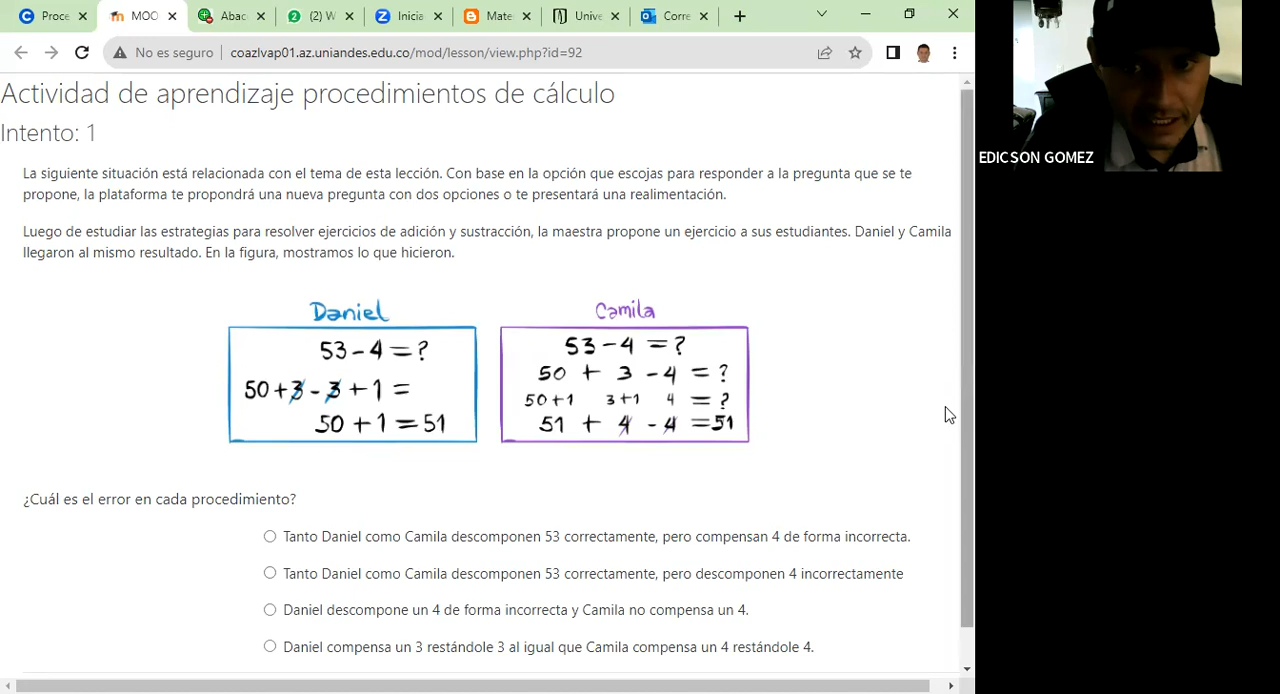 Proce
MOO
Abac
(2) W
Inicia
Mate
Unive
Corre
No es seguro
coazlvap01.az.uniandes.edu.co/mod/lesson/view.php?id=92
Actividad de aprendizaje procedimientos de cálculo
Intento: 1
EDICSON GOMEZ
La siguiente situación está relacionada con el tema de esta lección. Con base en la opción que escojas para responder a la pregunta que se te
propone, la plataforma te propondrá una nueva pregunta con dos opciones o te presentará una realimentación.
Luego de estudiar las estrategias para resolver ejercicios de adición y sustracción, la maestra propone un ejercicio a sus estudiantes. Daniel y Camila
llegaron al mismo resultado. En la figura, mostramos lo que hicieron.
Daniel
53 - 4 = ?
50 + 3 - 3 + 1 =
50 + 1 = 51
Camila
53 - 4 = ?
50 + 3 - 4 = ?
50+1 3+1 4 = ?
51 + 4 - 4 = 51
¿Cuál es el error en cada procedimiento?
Tanto Daniel como Camila descomponen 53 correctamente, pero compensan 4 de forma incorrecta.
Tanto Daniel como Camila descomponen 53 correctamente, pero descomponen 4 incorrectamente
Daniel descompone un 4 de forma incorrecta y Camila no compensa un 4.
Daniel compensa un 3 restándole 3 al igual que Camila compensa un 4 restándole 4.